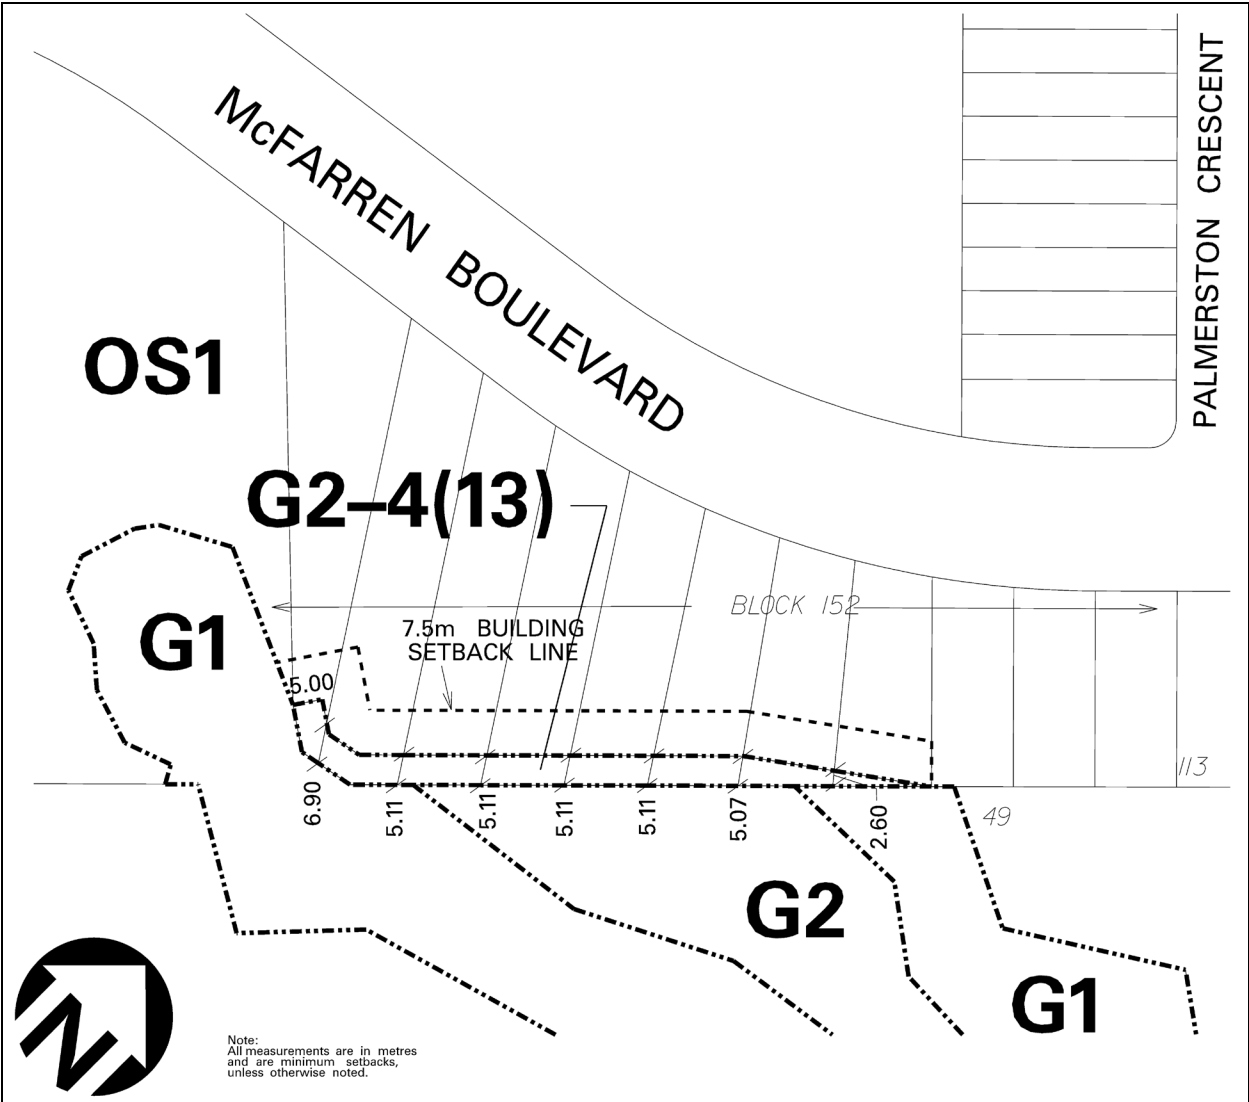 McFARREN BOULEVARD
PALMERSTON CRESCENT
OS1
G2–4(13)
BLOCK 152
G1
7.5m BUILDING
SETBACK LINE
5.00
113
6.90
5.11
5.11
5.11
5.11
5.07
2.60
49
G2
G1
N
Note:
All measurements are in metres
and are minimum setbacks,
unless otherwise noted.